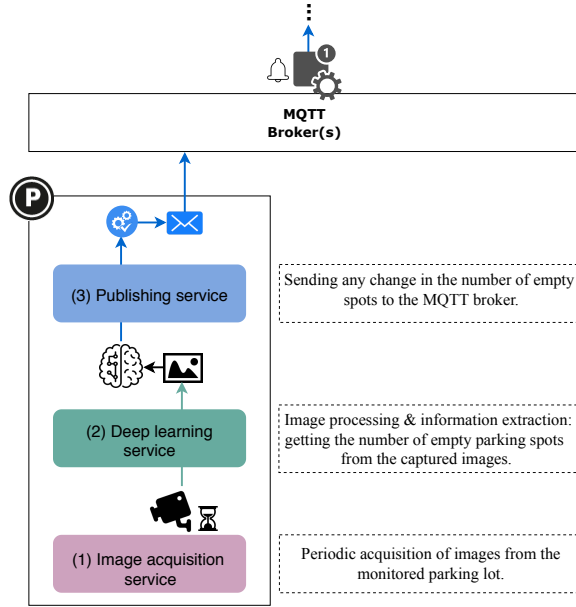 1
MQTT
Broker(s)
P
(3) Publishing service
Sending any change in the number of empty
spots to the MQTT broker.
(2) Deep learning
service
Image processing & information extraction:
getting the number of empty parking spots
from the captured images.
(1) Image acquisition
service
Periodic acquisition of images from the
monitored parking lot.